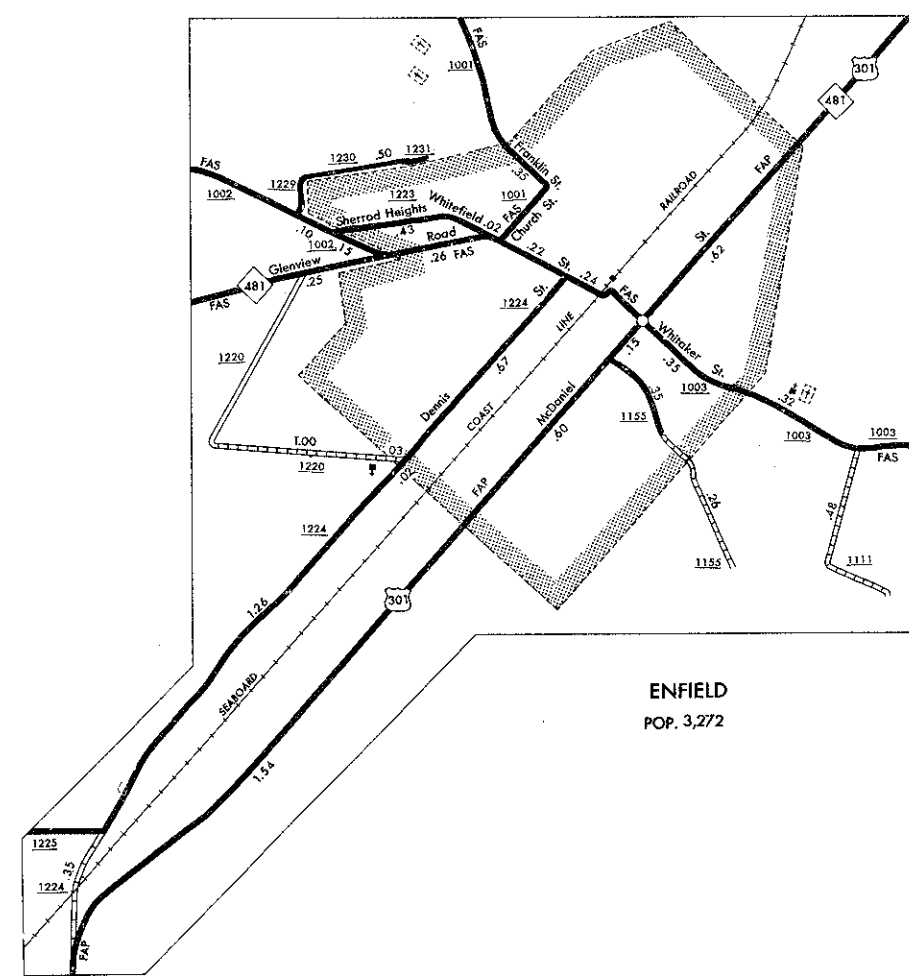 FAS
1001
301
481
FAP
RAILROAD
Franklin St.
.35
1230
.50
1231
FAS
1002
1229
1223
1001
FAS
Church St.
Whitefield
.02
Sherrod Heights
.43
.10
1002
.15
Road
.26
FAS
.22
St.
.24
FAS
St.
.62
Glenview
.25
481
FAS
St.
1224
LINE
.15
Whitaker
St.
.35
1003
1220
.67
Dennis
COAST
McDaniel
.60
.35
1155
.32
1003
1003
FAS
1.00
1220
.03
.02
FAP
.26
1155
.48
1111
1224
301
1.26
SEABOARD
1.54
ENFIELD
POP. 3,272
1225
.35
1224
FAP